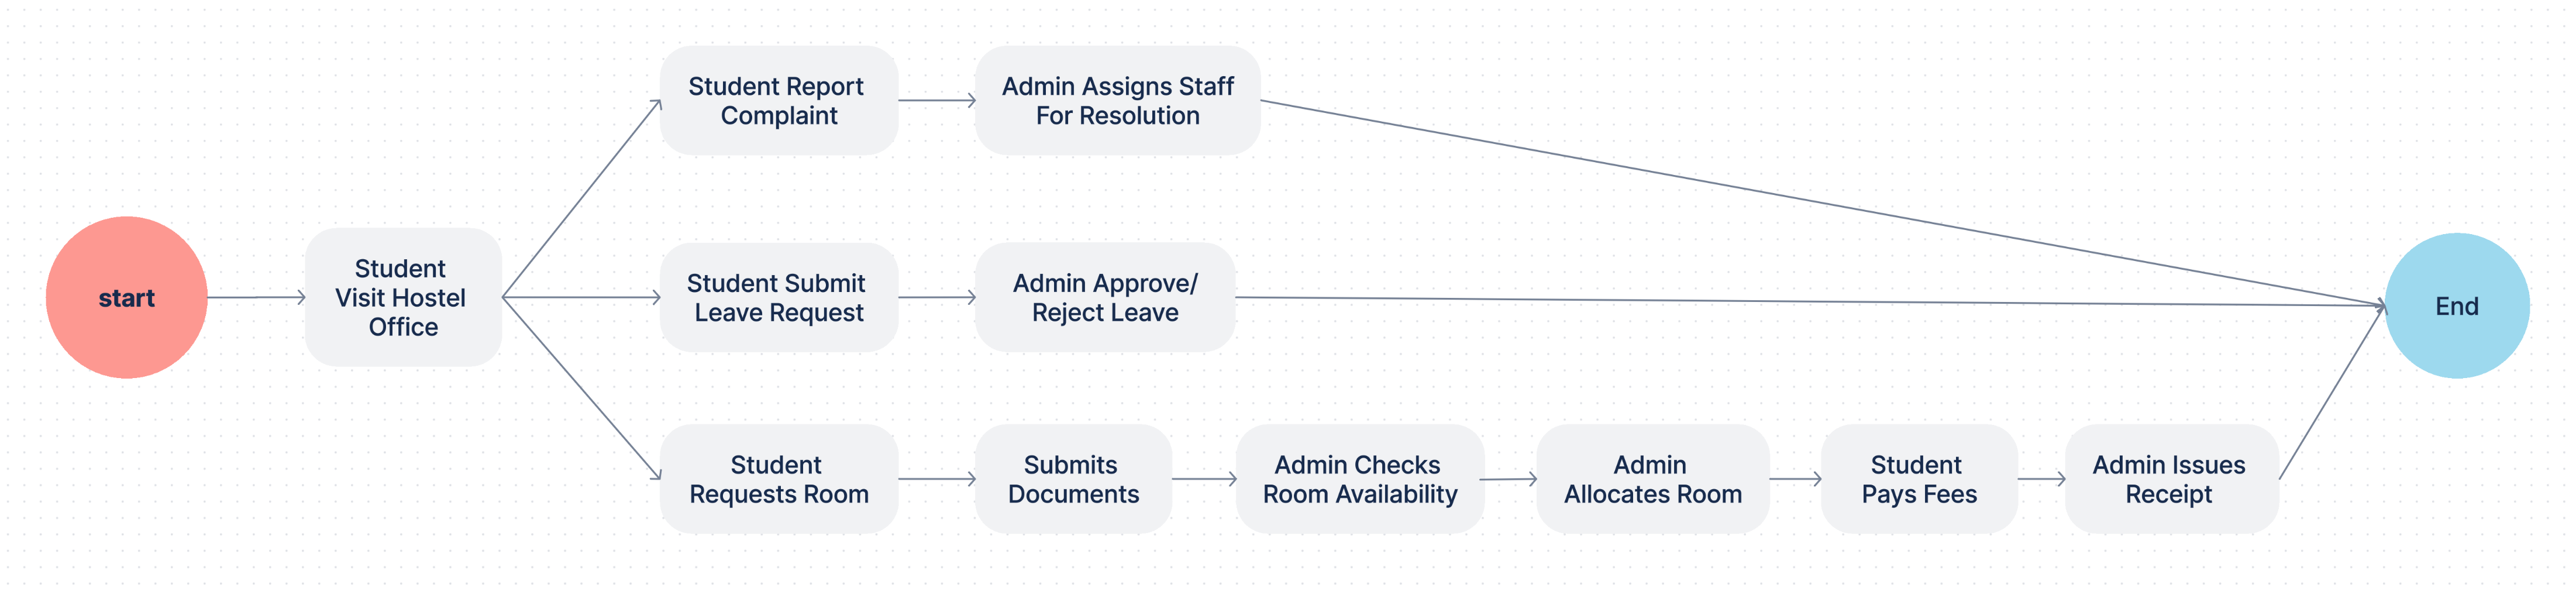 start
Student
Visit Hostel
Office
Student Report
Complaint
Admin Assigns Staff
For Resolution
Student Submit
Leave Request
Admin Approve/
Reject Leave
Student
Requests Room
Submits
Documents
Admin Checks
Room Availability
Admin
Allocates Room
Student
Pays Fees
Admin Issues
Receipt
End